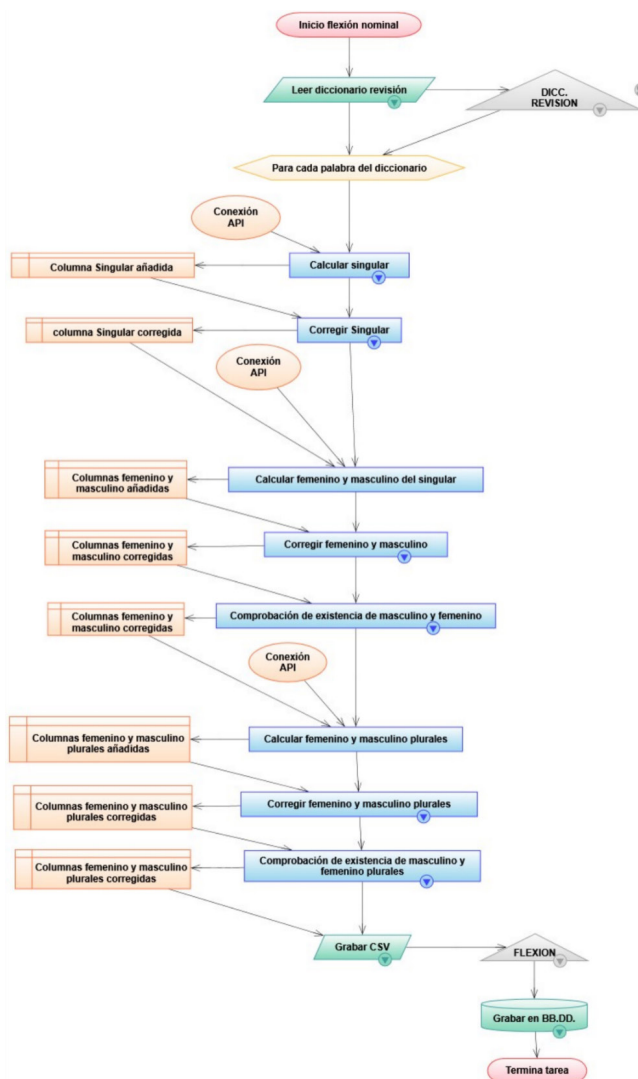 Inicio flexión nominal
Leer diccionario revisión
DICC.
REVISION
Para cada palabra del diccionario
Conexión
API
Columna Singular añadida
Calcular singular
columna Singular corregida
Corregir Singular
Conexión
API
Columnas femenino y
masculino añadidas
Calcular femenino y masculino del singular
Columnas femenino y
masculino corregidas
Corregir femenino y masculino
Columnas femenino y
masculino corregidas
Comprobación de existencia de masculino y femenino
Conexión
API
Columnas femenino y masculino
plurales añadidas
Calcular femenino y masculino plurales
Columnas femenino y masculino
plurales corregidas
Corregir femenino y masculino plurales
Columnas femenino y masculino
plurales corregidas
Comprobación de existencia de masculino y
femenino plurales
Grabar CSV
FLEXION
Grabar en BB.DD.
Termina tarea